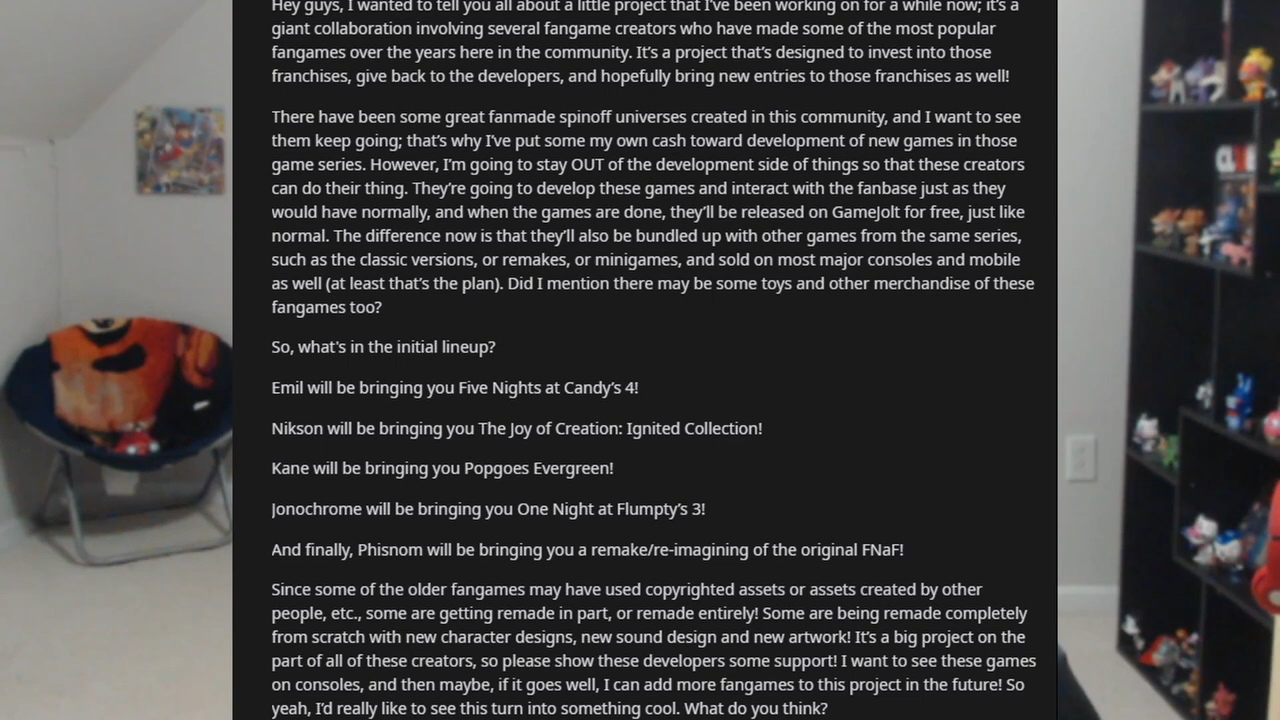 Hey guys, I wanted to tell you all about a little project that I've been working on for a while now; it's a
giant collaboration involving several fangame creators who have made some of the most popular
fangames over the years here in the community. It's a project that's designed to invest into those
franchises, give back to the developers, and hopefully bring new entries to those franchises as well!
There have been some great fanmade spinoff universes created in this community, and I want to see
them keep going; that's why I've put some my own cash toward development of new games in those
game series. However, I'm going to stay OUT of the development side of things so that these creators
can do their thing. They're going to develop these games and interact with the fanbase just as they
would have normally, and when the games are done, they'll be released on GameJolt for free, just like
normal. The difference now is that they'll also be bundled up with other games from the same series,
such as the classic versions, or remakes, or minigames, and sold on most major consoles and mobile
as well (at least that's the plan). Did I mention there may be some toys and other merchandise of these
fangames too?
So, what's in the initial lineup?
Emil will be bringing you Five Nights at Candy's 4!
Nikson will be bringing you The Joy of Creation: Ignited Collection!
Kane will be bringing you Popgoes Evergreen!
Jonochrome will be bringing you One Night at Flumpty's 3!
And finally, Phisnom will be bringing you a remake/re-imagining of the original FNaF!
Since some of the older fangames may have used copyrighted assets or assets created by other
people, etc., some are getting remade in part, or remade entirely! Some are being remade completely
from scratch with new character designs, new sound design and new artwork! It's a big project on the
part of all of these creators, so please show these developers some support! I want to see these games
on consoles, and then maybe, if it goes well, I can add more fangames to this project in the future! So
yeah, I'd really like to see this turn into something cool. What do you think?